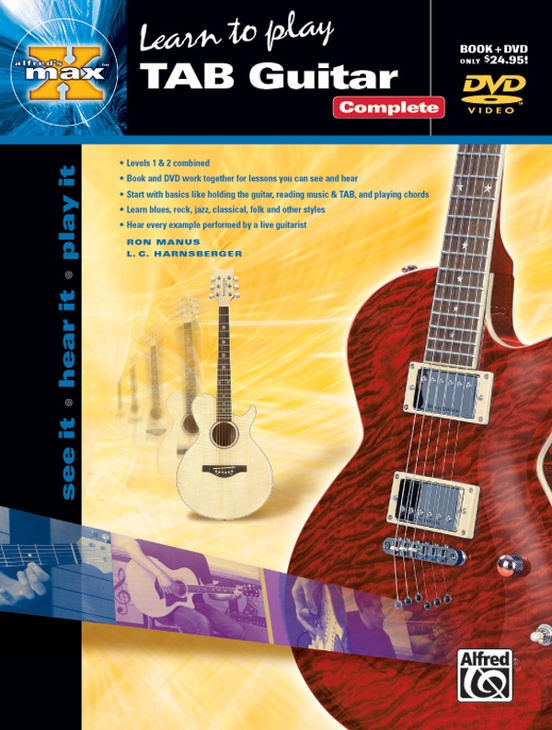 alfred's
max
X
Learn to play
TAB Guitar
Complete
BOOK + DVD
ONLY $24.95!
DVD
VIDEO
see it • hear it • play it
• Levels 1 & 2 combined
• Book and DVD work together for lessons you can see and hear
• Start with basics like holding the guitar, reading music & TAB, and playing chords
• Learn blues, rock, jazz, classical, folk and other styles
• Hear every example performed by a live guitarist
RON MANUS
L. C. HARNSBERGER
Alfred